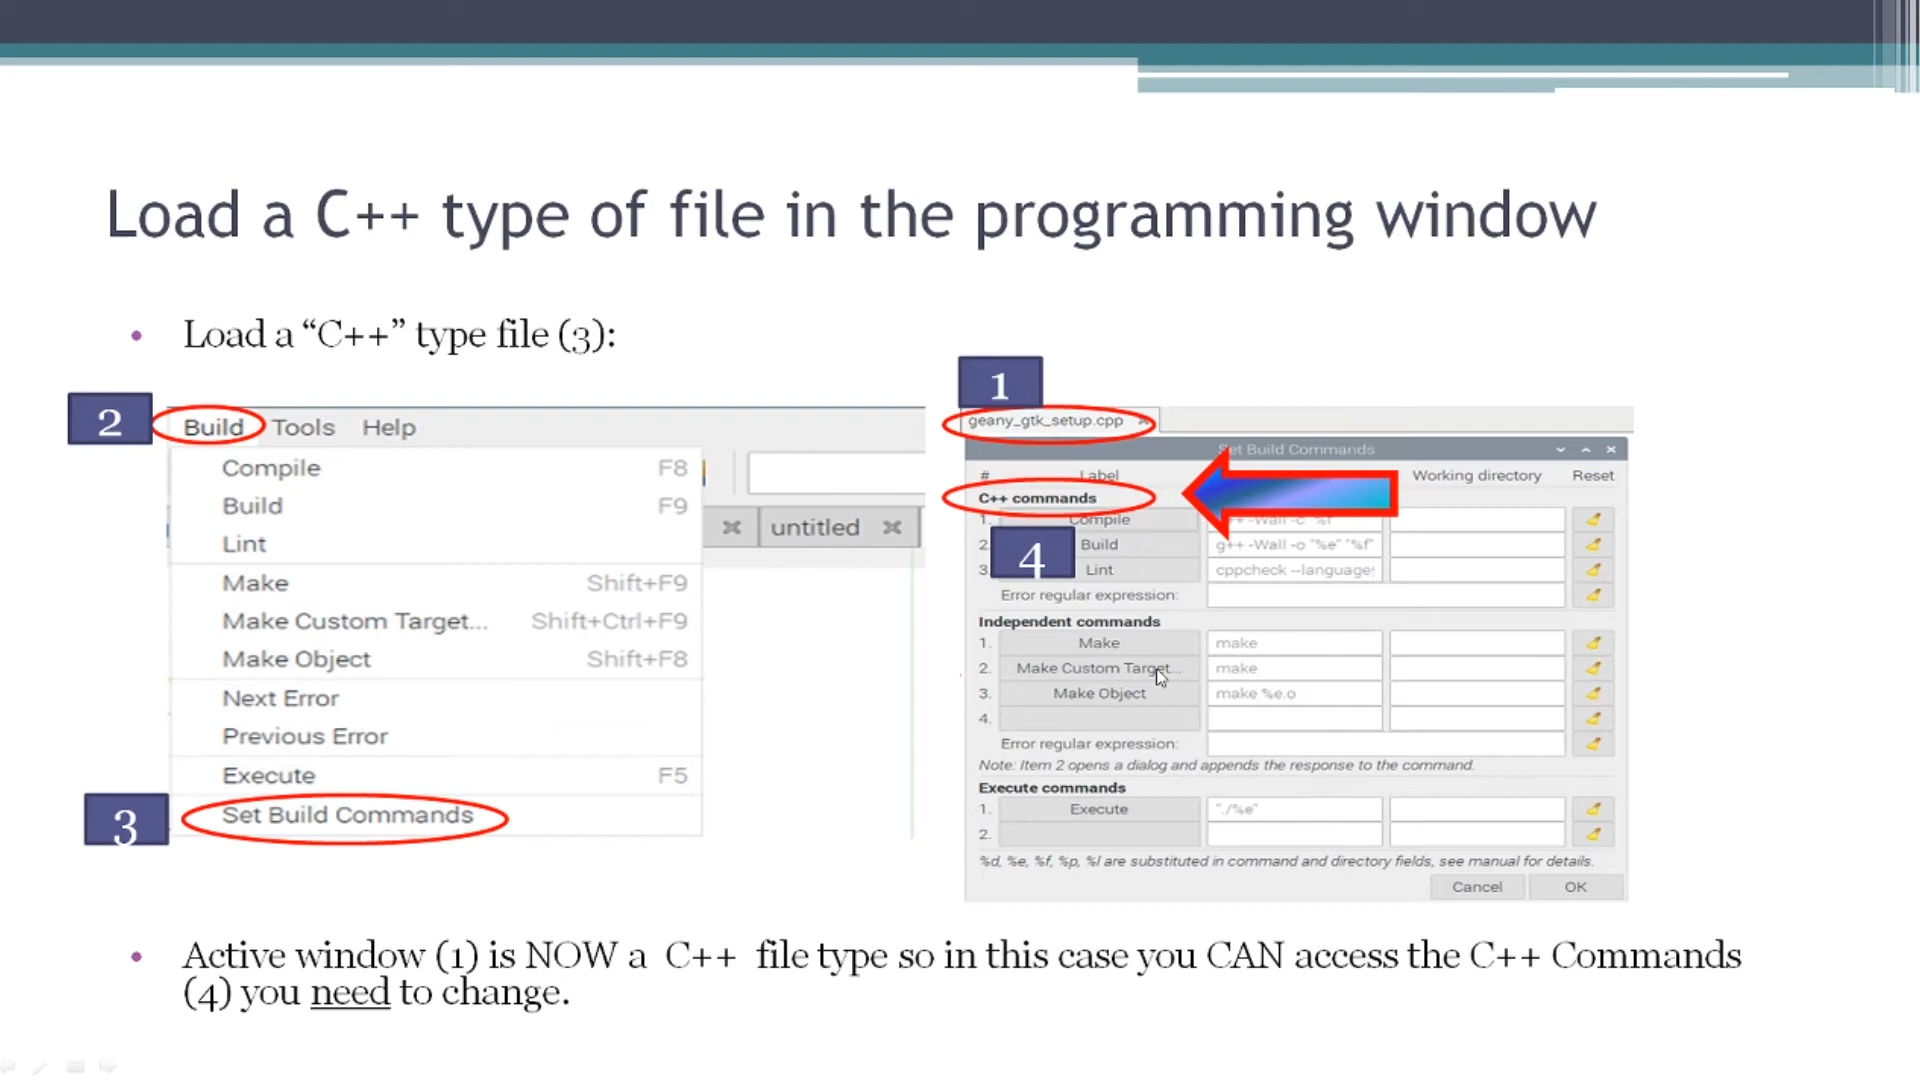 Load a C++ type of file in the programming window
• Load a “C++” type file (3):
2
Build Tools Help
Compile F8
Build F9
Lint
Make Shift+F9
Make Custom Target... Shift+Ctrl+F9
Make Object Shift+F8
Next Error
Previous Error
Execute F5
3
Set Build Commands
untitled
1
geany_gtk_setup.cpp
Set Build Commands
# Label Working directory Reset
C++ commands
1. Compile -Wall -c "%f"
2. Build g++ -Wall -o "%e" "%f"
4
3. Lint cppcheck --language
Error regular expression:
Independent commands
1. Make make
2. Make Custom Target... make
3. Make Object make %e.o
4.
Error regular expression:
Note: Item 2 opens a dialog and appends the response to the command.
Execute commands
1. Execute "./%e"
2.
%d, %e, %f, %p, %l are substituted in command and directory fields, see manual for details.
Cancel OK
• Active window (1) is NOW a C++ file type so in this case you CAN access the C++ Commands
(4) you need to change.